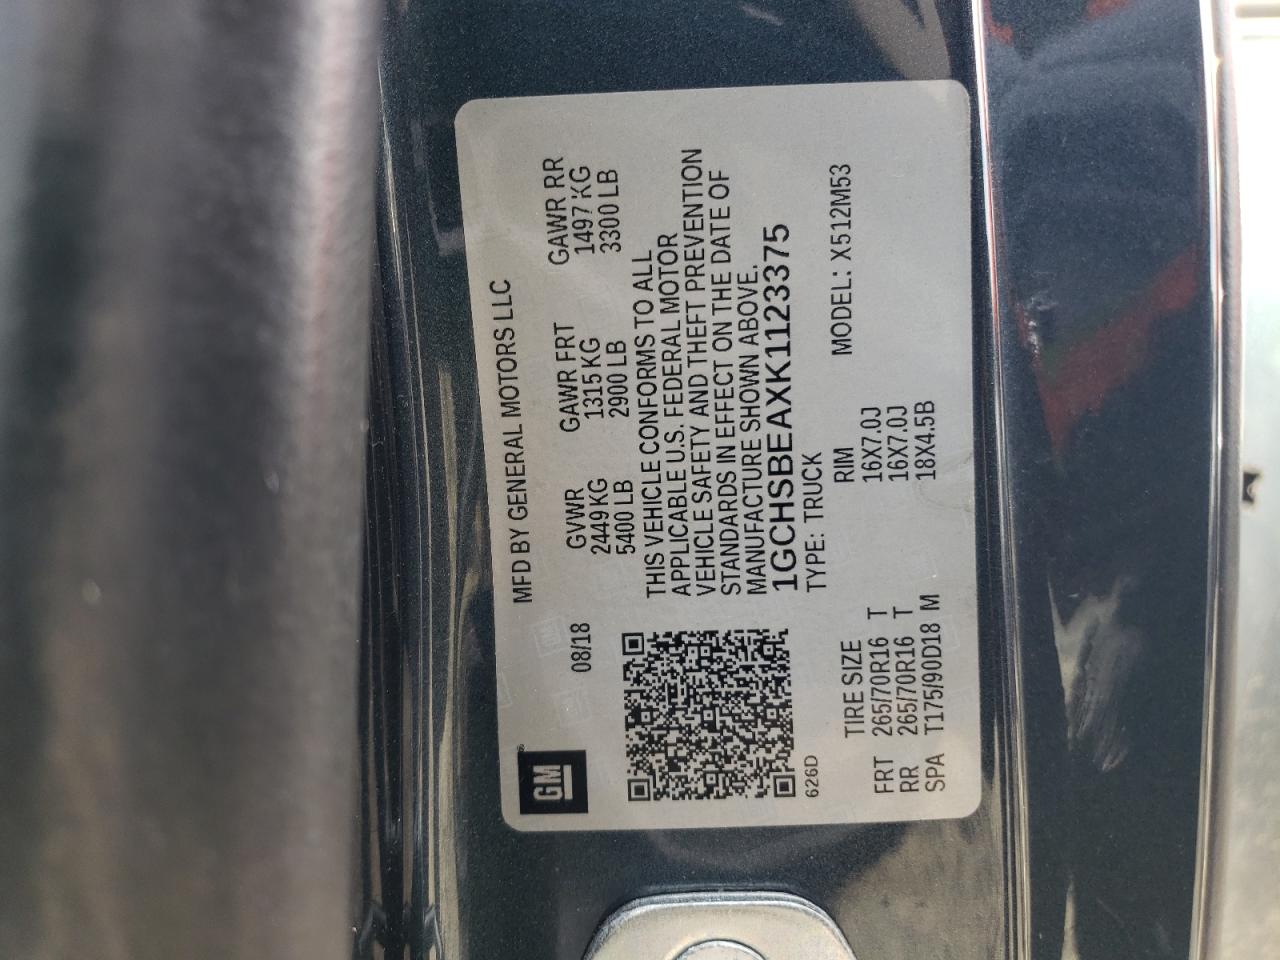 GM
MFD BY GENERAL MOTORS LLC
08/18
GVWR GAWR FRT GAWR RR
2449 KG 1315 KG 1497 KG
5400 LB 2900 LB 3300 LB
THIS VEHICLE CONFORMS TO ALL
APPLICABLE U.S. FEDERAL MOTOR
VEHICLE SAFETY AND THEFT PREVENTION
STANDARDS IN EFFECT ON THE DATE OF
MANUFACTURE SHOWN ABOVE.
1GCHSBEAXK1123375
626D
TYPE: TRUCK MODEL: X512M53
TIRE SIZE RIM
FRT 265/70R16 T 16X7.0J
RR 265/70R16 T 16X7.0J
SPA T175/90D18 M 18X4.5B